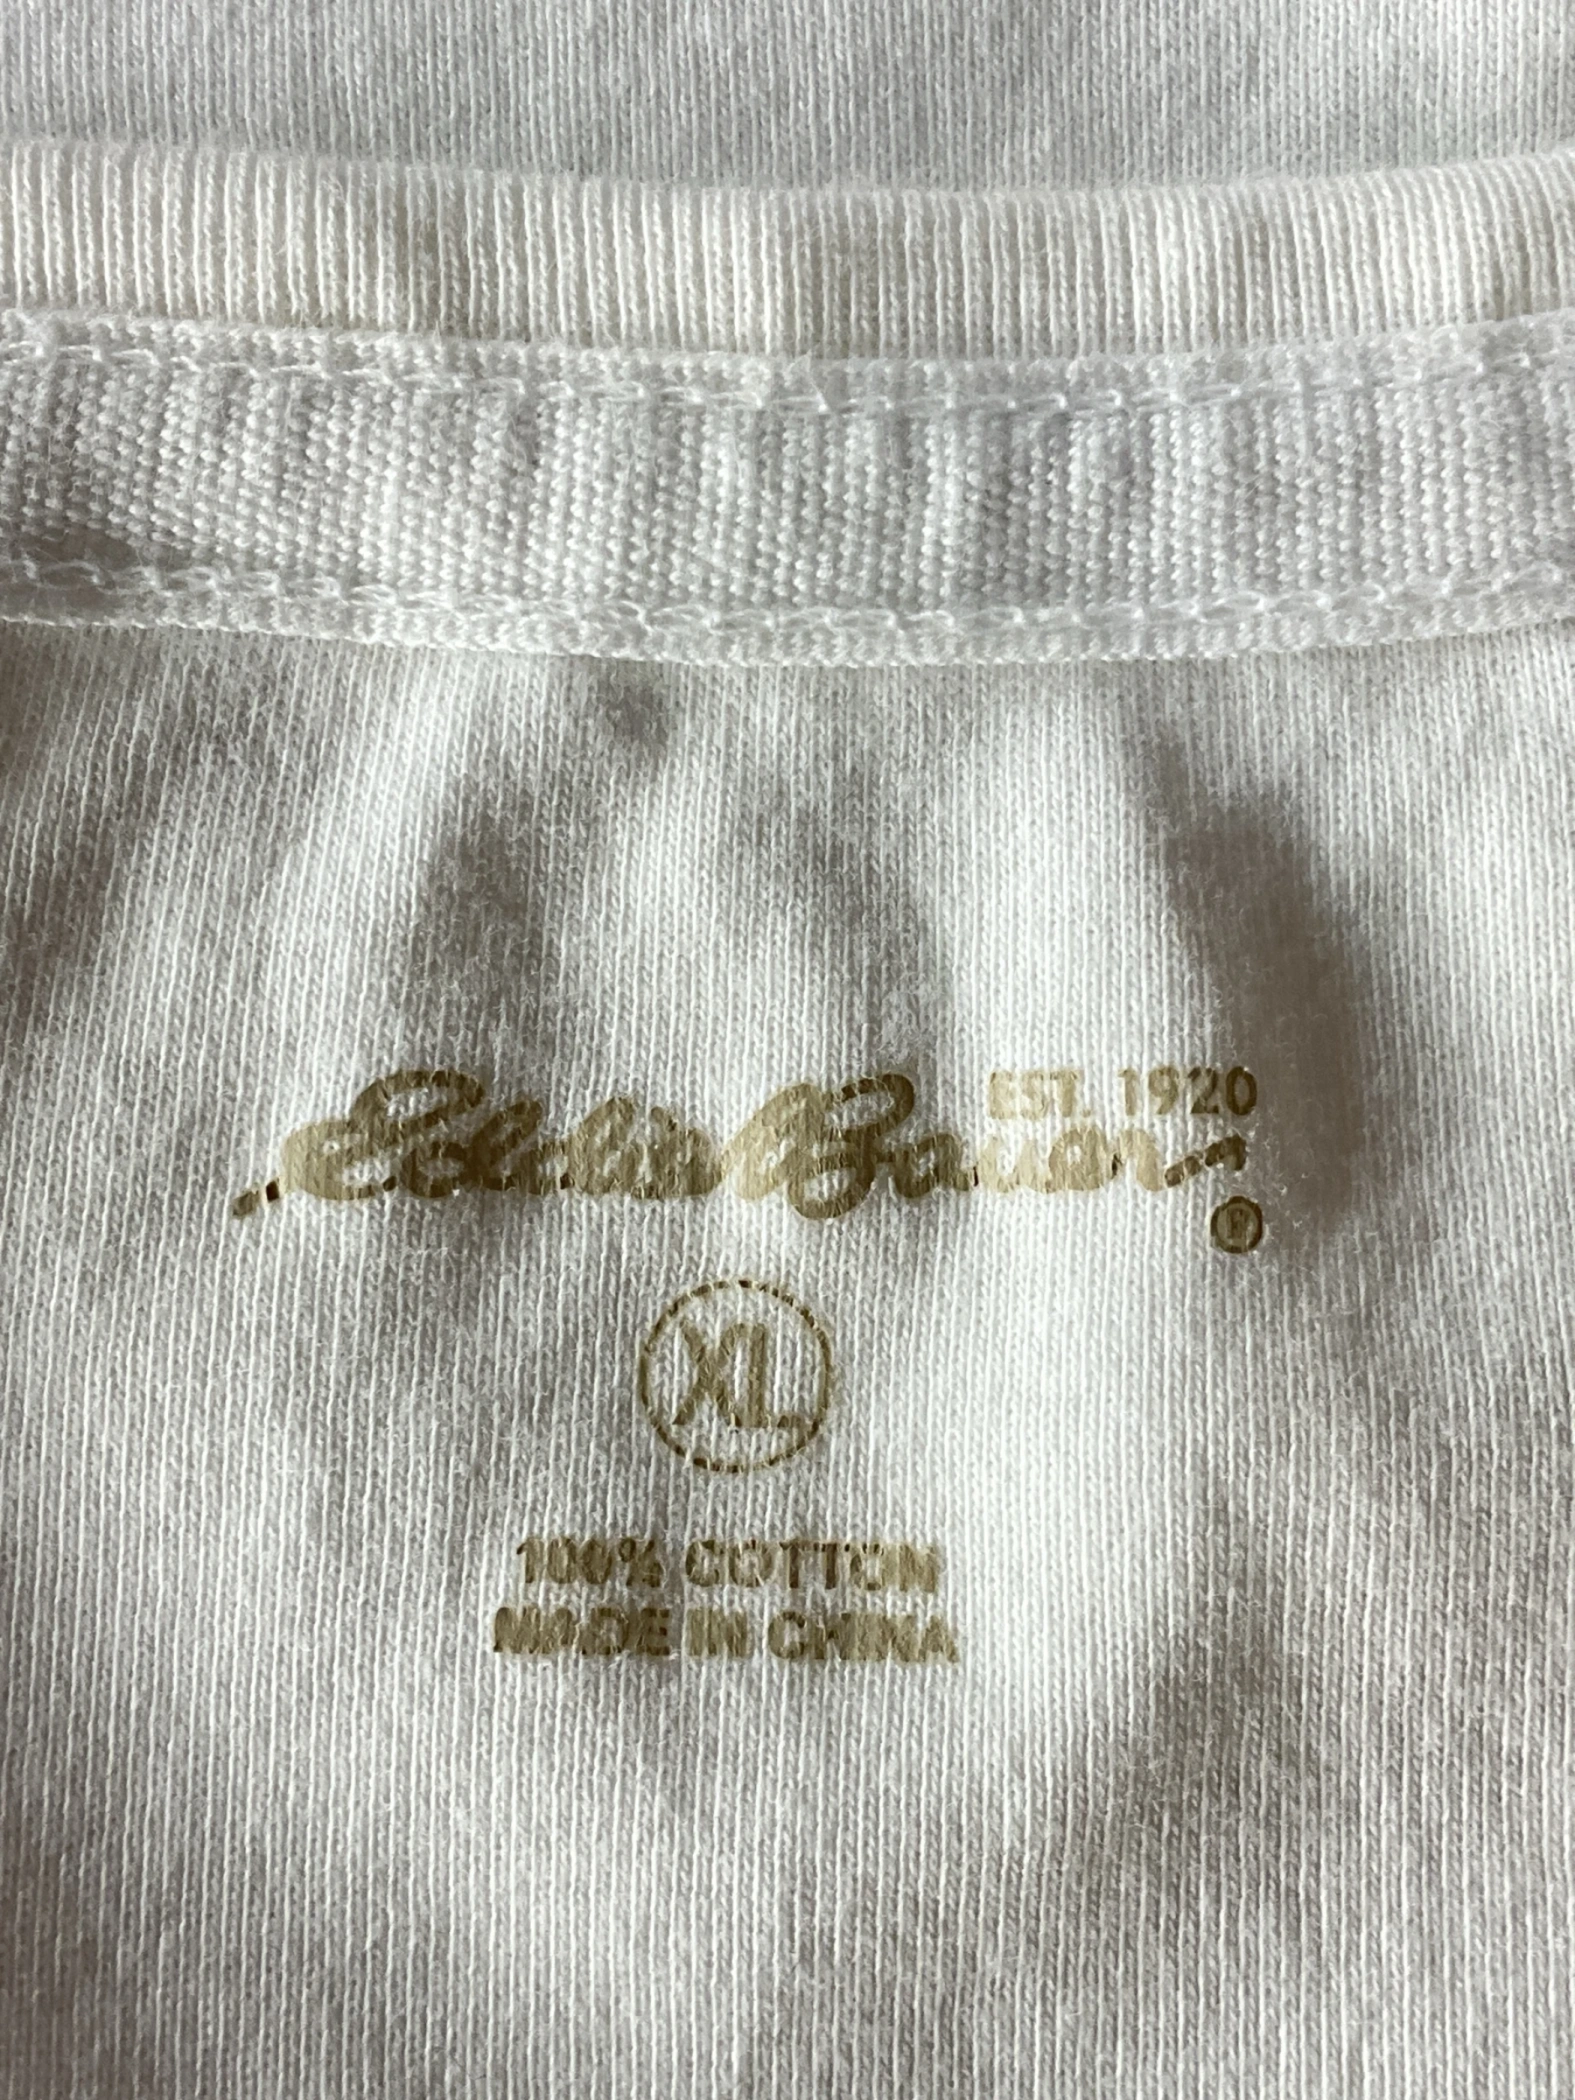 EST. 1920
Eddie Bauer
®
XL
100% COTTON
MADE IN CHINA